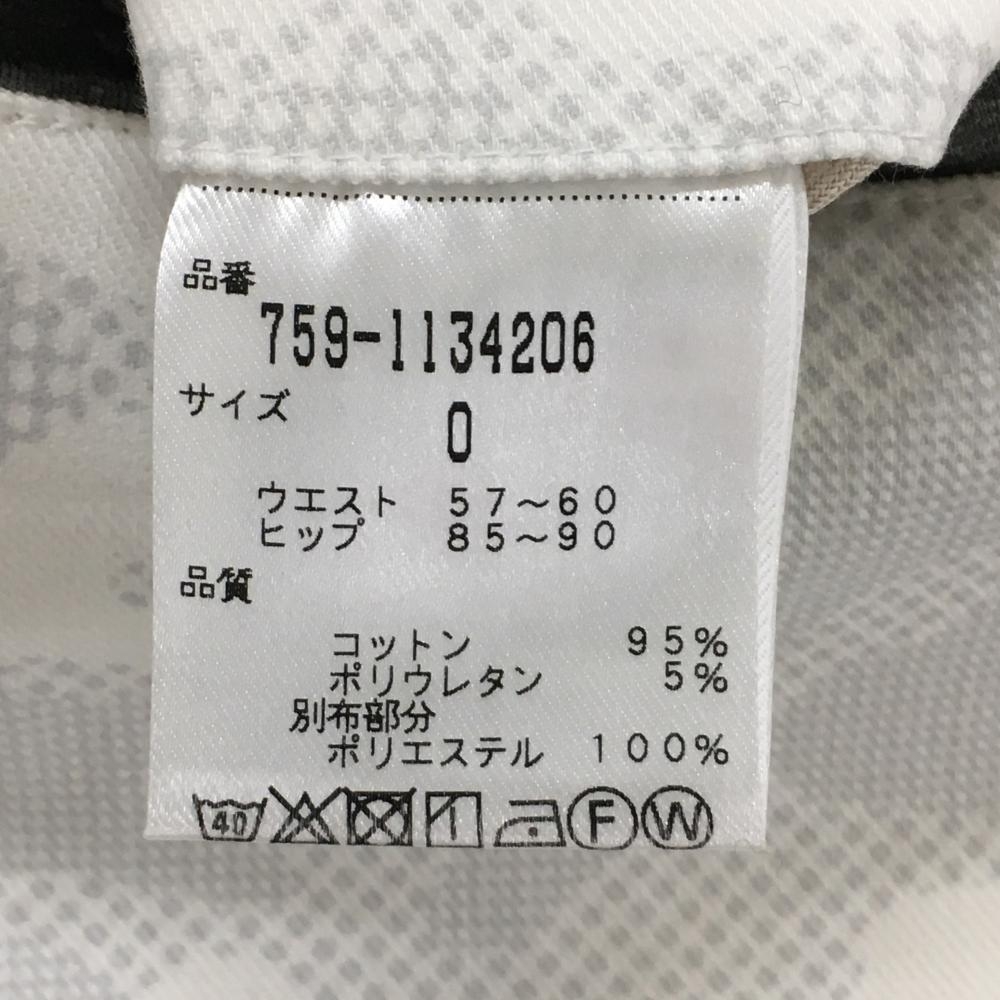 品番
759-1134206
サイズ
0
ウエスト 57~60
ヒップ 85~90
品質
コットン 95%
ポリウレタン 5%
別布部分
ポリエステル 100%
40 F W